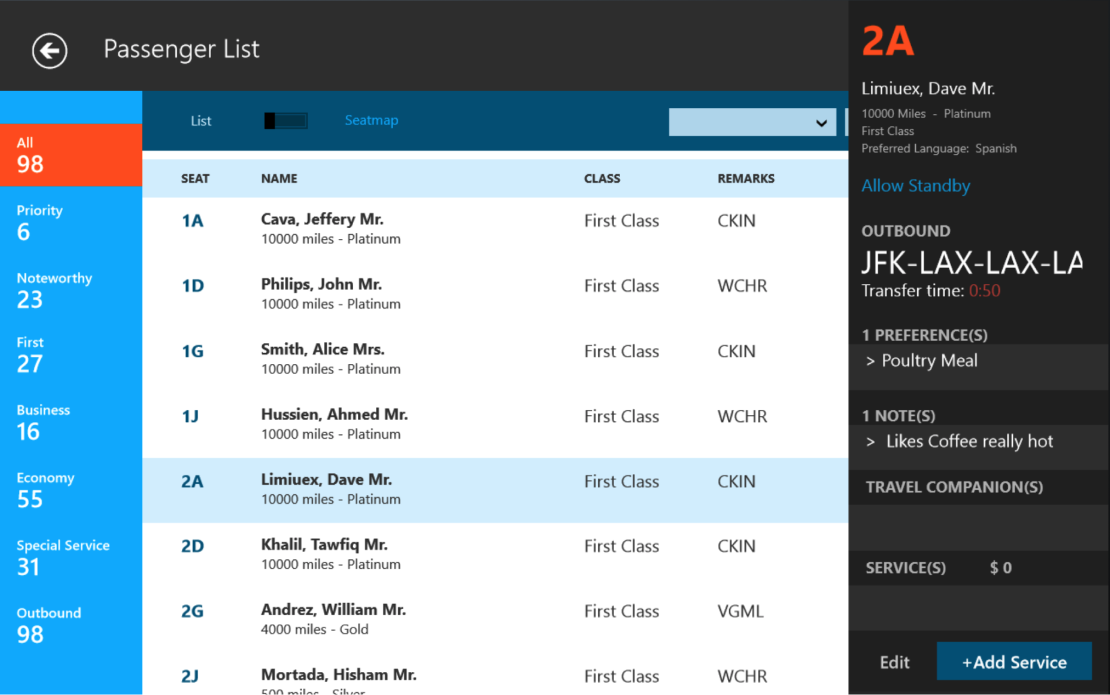 Passenger List
All
98
Priority
6
Noteworthy
23
First
27
Business
16
Economy
55
Special Service
31
Outbound
98
List Seatmap
SEAT NAME CLASS REMARKS
1A Cava, Jeffery Mr. First Class CKIN
10000 miles - Platinum
1D Philips, John Mr. First Class WCHR
10000 miles - Platinum
1G Smith, Alice Mrs. First Class CKIN
10000 miles - Platinum
1J Hussien, Ahmed Mr. First Class WCHR
10000 miles - Platinum
2A Limiuex, Dave Mr. First Class CKIN
10000 miles - Platinum
2D Khalil, Tawfiq Mr. First Class CKIN
10000 miles - Platinum
2G Andrez, William Mr. First Class VGML
4000 miles - Gold
2J Mortada, Hisham Mr. First Class WCHR
500 miles - Silver
2A
Limiuex, Dave Mr.
10000 Miles - Platinum
First Class
Preferred Language: Spanish
Allow Standby
OUTBOUND
JFK-LAX-LAX-LA
Transfer time: 0:50
1 PREFERENCE(S)
> Poultry Meal
1 NOTE(S)
> Likes Coffee really hot
TRAVEL COMPANION(S)
SERVICE(S) $ 0
Edit +Add Service